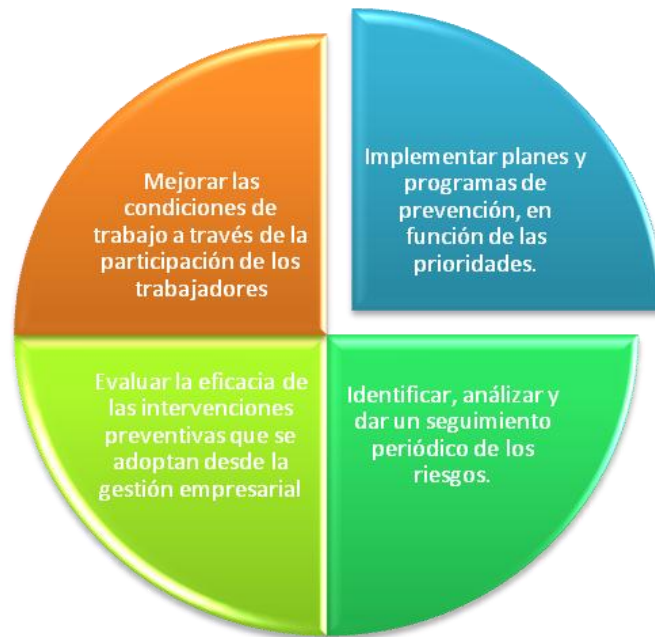 Mejorar las
condiciones de
trabajo a través de la
participación de los
trabajadores
Implementar planes y
programas de
prevención, en
función de las
prioridades.
Evaluar la eficacia de
las intervenciones
preventivas que se
adoptan desde la
gestión empresarial
Identificar, análizar y
dar un seguimiento
periódico de los
riesgos.